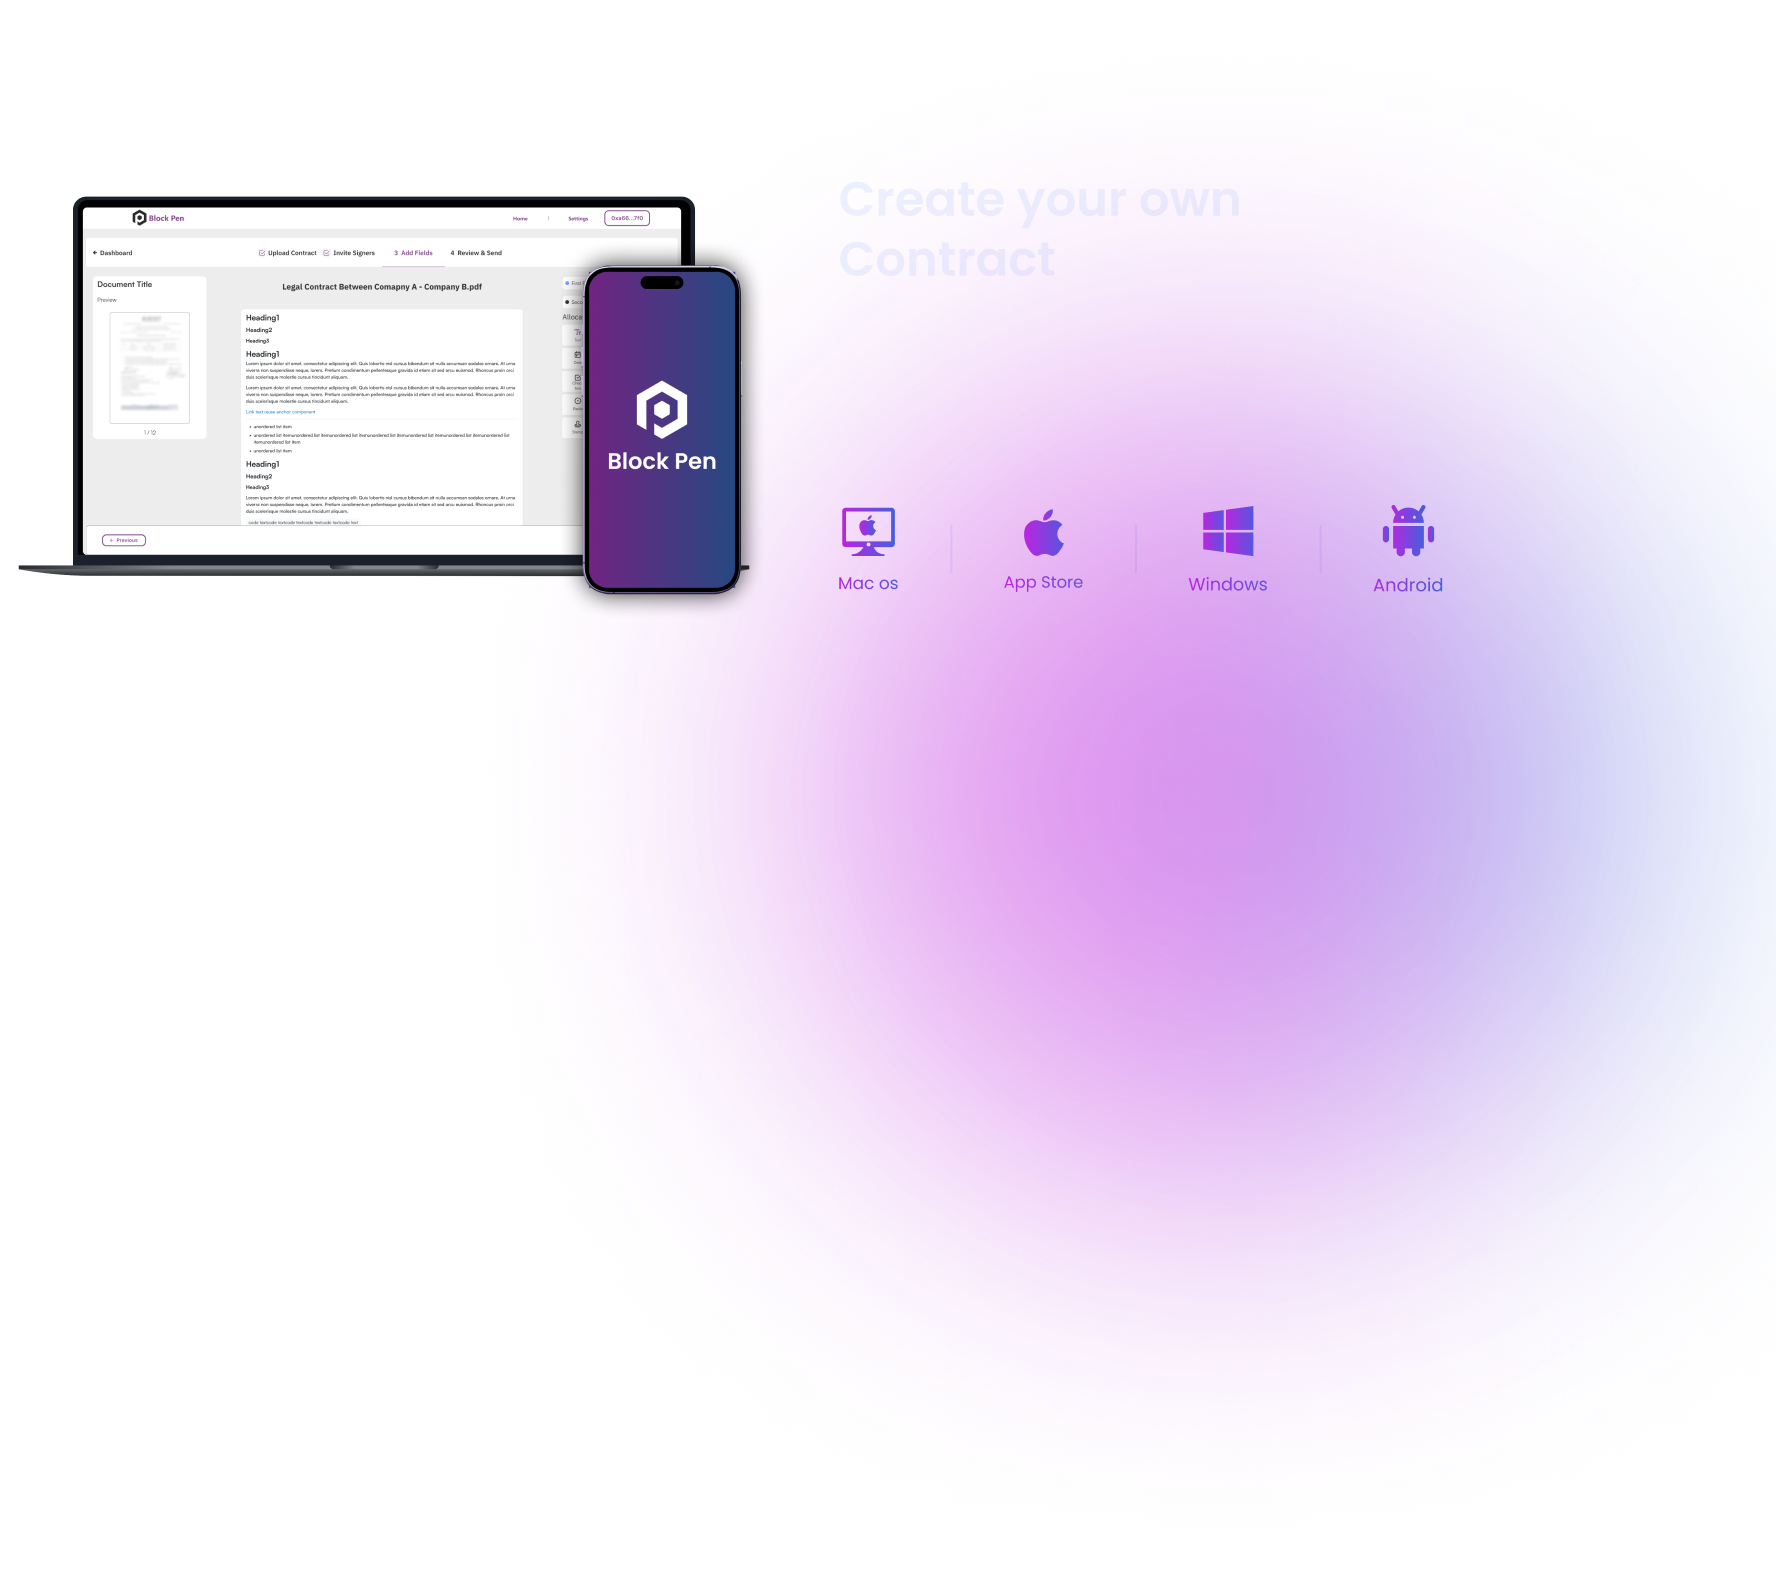 Create your own
Contract
Block Pen
Home
Settings
0xa68...7f0
Dashboard
Upload Contract
Invite Signers
3 Add Fields
4 Review & Send
Document Title
Preview
1 / 12
Legal Contract Between Comapny A - Company B.pdf
Heading1
Heading2
Heading3
Heading1
Lorem ipsum dolor sit amet, consectetur adipiscing elit. Quis lobortis nisl cursus bibendum sit nulla accumsan sodales ornare. At urna
viverra non suspendisse neque, lorem. Pretium condimentum pellentesque gravida id etiam sit sed arcu euismod. Rhoncus proin orci
duis scelerisque molestie cursus tincidunt aliquam.
Lorem ipsum dolor sit amet, consectetur adipiscing elit. Quis lobortis nisl cursus bibendum sit nulla accumsan sodales ornare. At urna
viverra non suspendisse neque, lorem. Pretium condimentum pellentesque gravida id etiam sit sed arcu euismod. Rhoncus proin orci
duis scelerisque molestie cursus tincidunt aliquam.
Link text reuse anchor component
unordered list item
unordered list itemunordered list itemunordered list itemunordered list itemunordered list itemunordered list itemunordered list
itemunordered list item
unordered list item
Heading1
Heading2
Heading3
Lorem ipsum dolor sit amet, consectetur adipiscing elit. Quis lobortis nisl cursus bibendum sit nulla accumsan sodales ornare. At urna
viverra non suspendisse neque, lorem. Pretium condimentum pellentesque gravida id etiam sit sed arcu euismod. Rhoncus proin orci
duis scelerisque molestie cursus tincidunt aliquam.
code textcode textcode textcode textcode textcode text
Previous
Block Pen
Mac os
App Store
Windows
Android